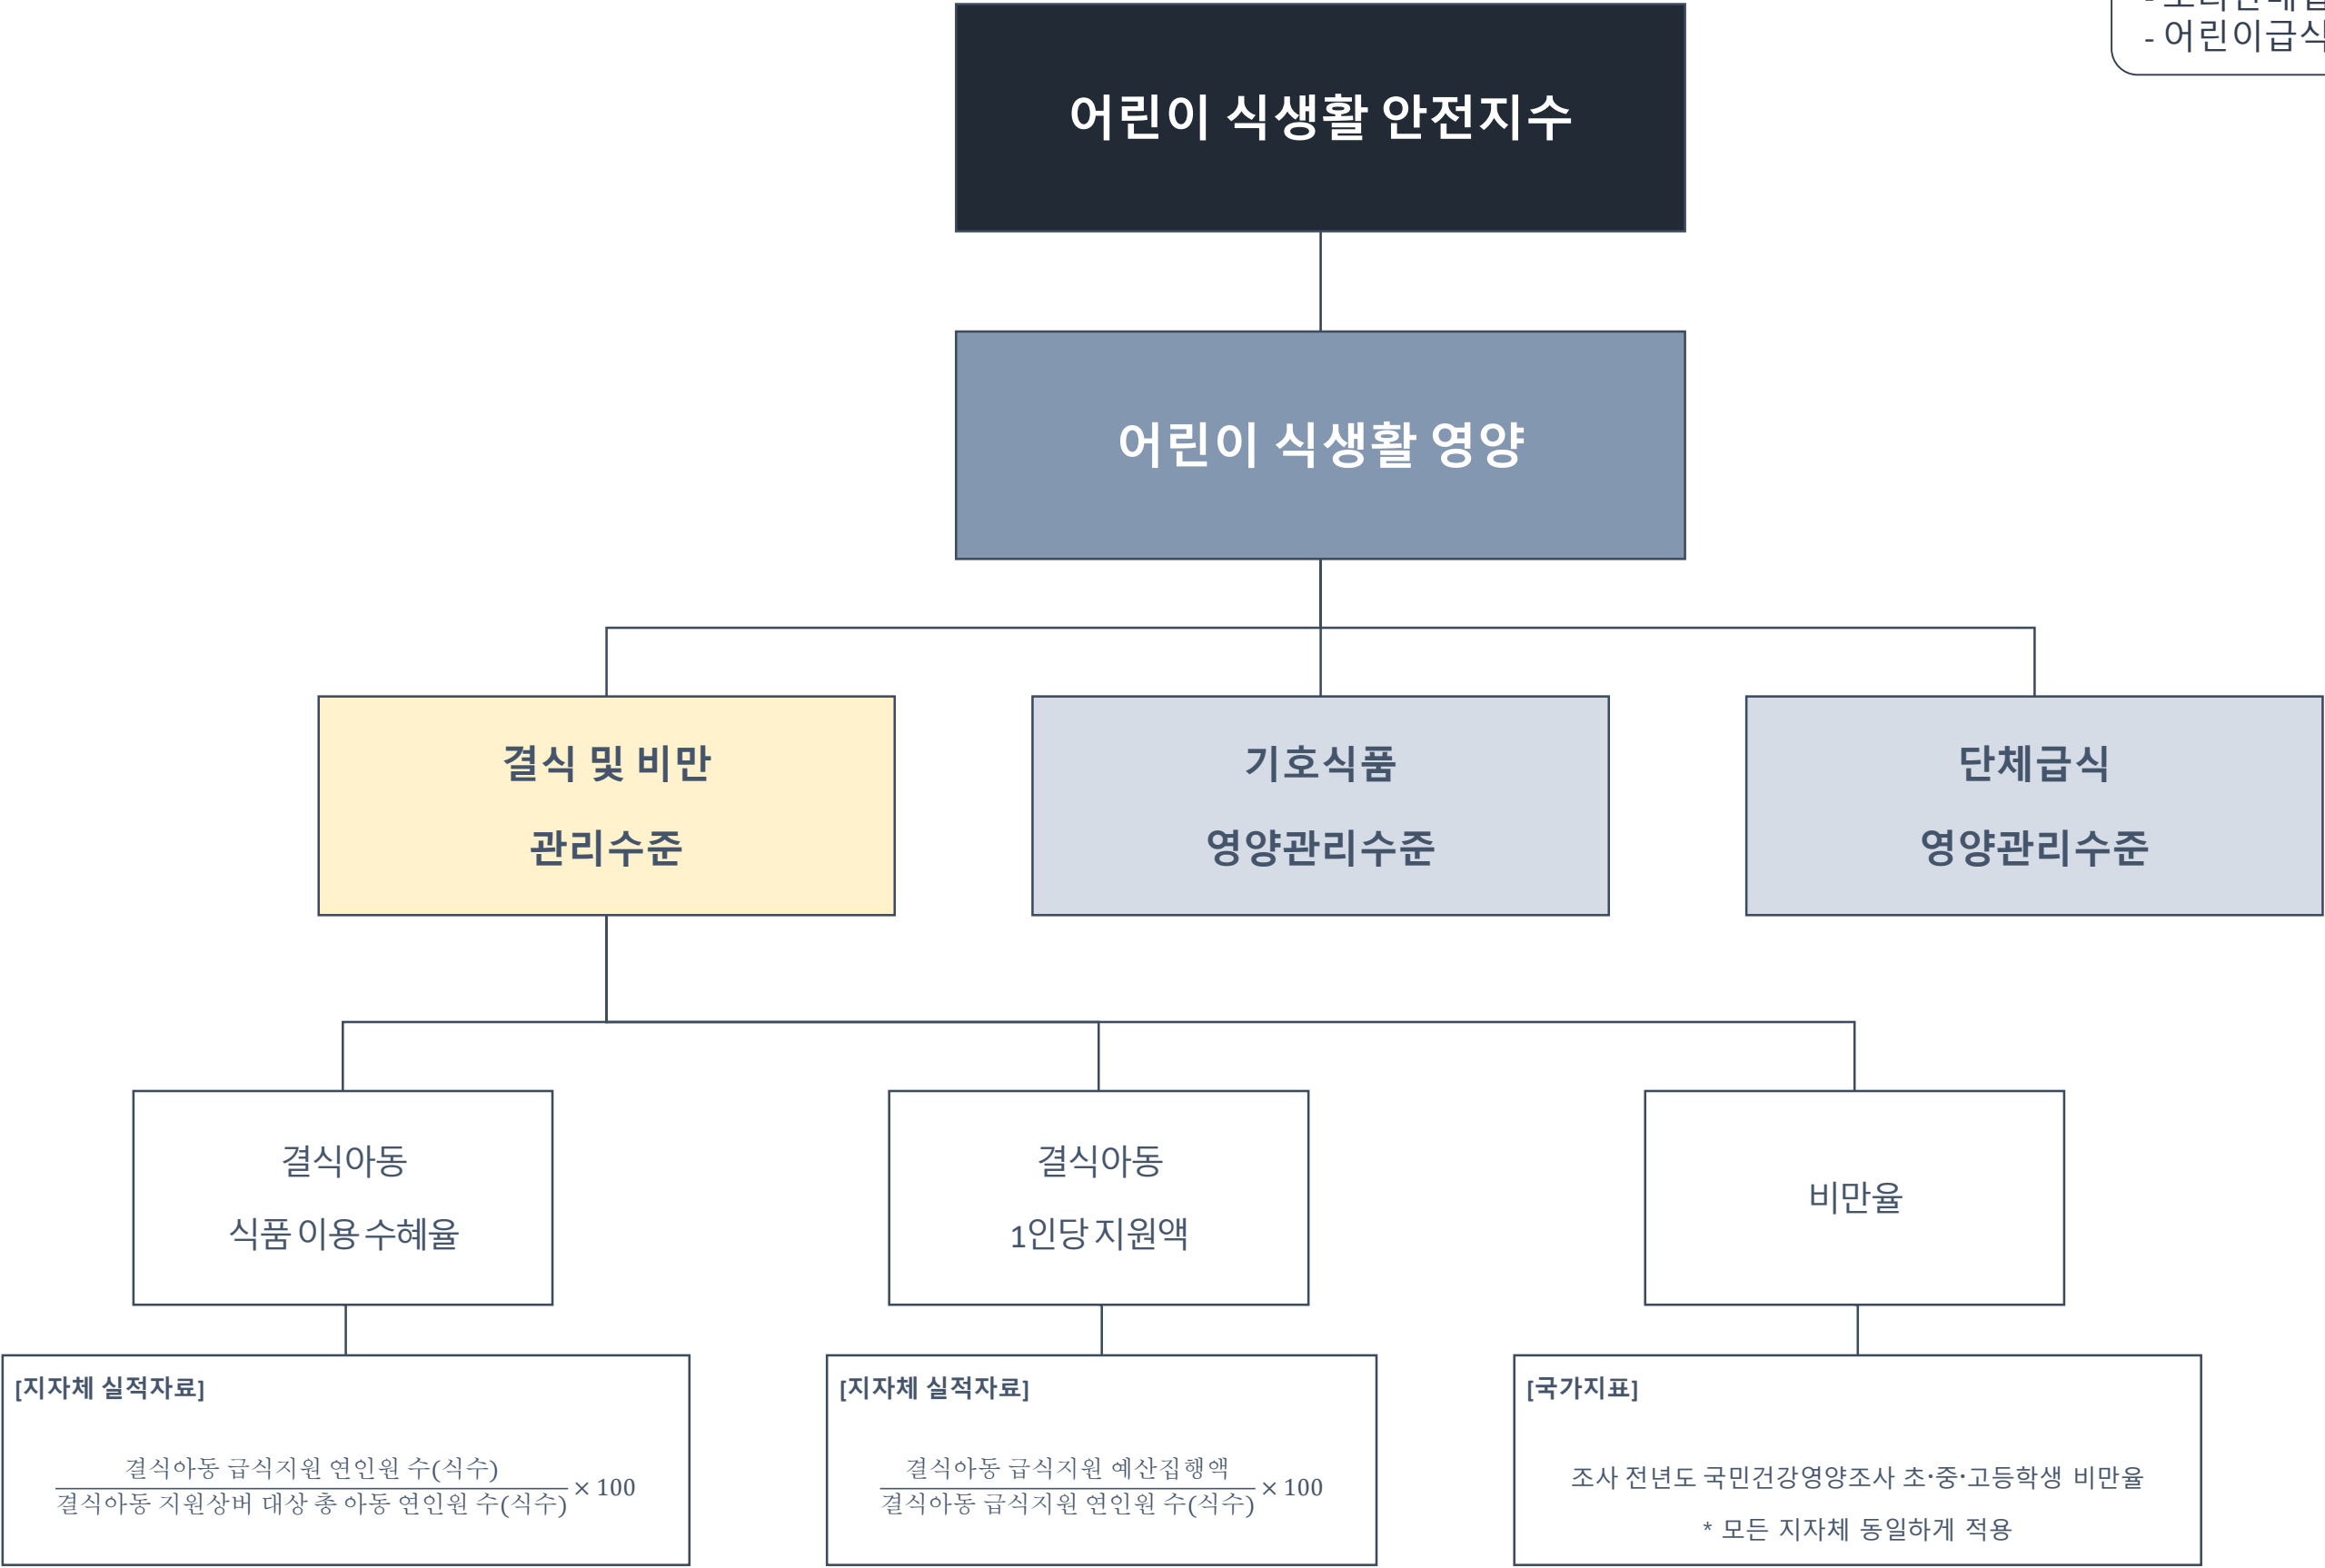 - 어린이급식
어린이 식생활 안전지수
어린이 식생활 영양
결식 및 비만
관리수준
기호식품
영양관리수준
단체급식
영양관리수준
결식아동
식품 이용 수혜율
결식아동
1인당 지원액
비만율
[지자체 실적자료]
결식아동 급식지원 연인원 수(식수)
결식아동 지원상버 대상 총 아동 연인원 수(식수) × 100
[지자체 실적자료]
결식아동 급식지원 예산집행액
결식아동 급식지원 연인원 수(식수) × 100
[국가지표]
조사 전년도 국민건강영양조사 초·중·고등학생 비만율
* 모든 지자체 동일하게 적용